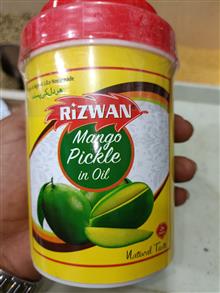 RiZWAN
Mango
Pickle
in Oil
Natural Taste